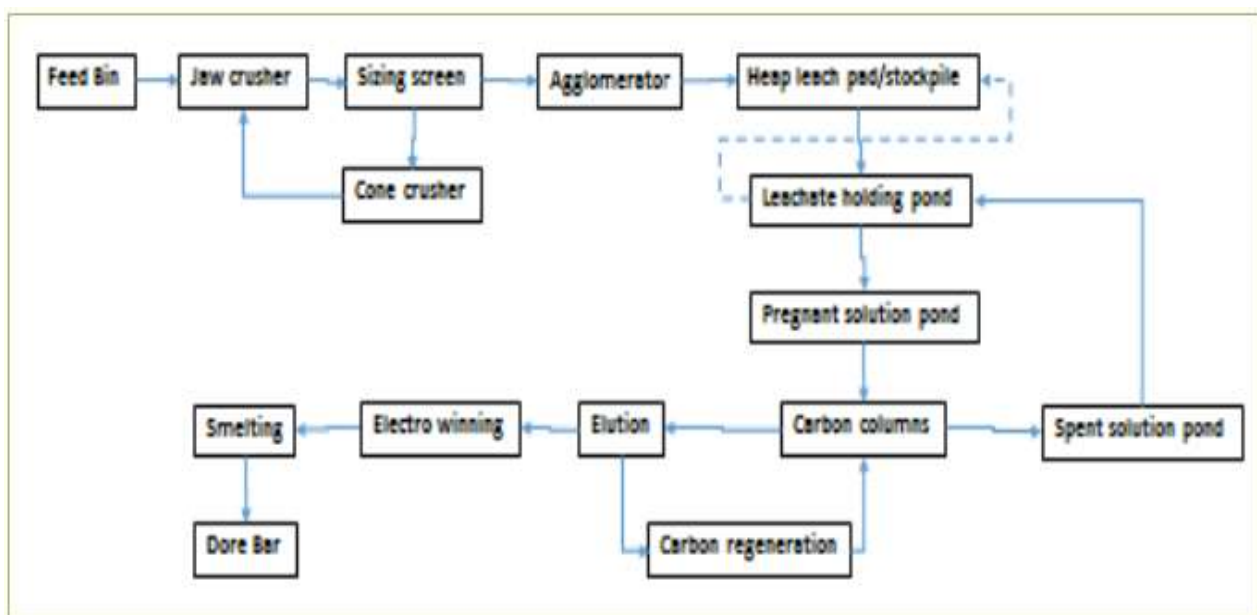 Feed Bin
Jaw crusher
Sizing screen
Agglomerator
Heap leach pad/stockpile
Cone crusher
Leachate holding pond
Pregnant solution pond
Smelting
Electro winning
Elution
Carbon columns
Spent solution pond
Dore Bar
Carbon regeneration